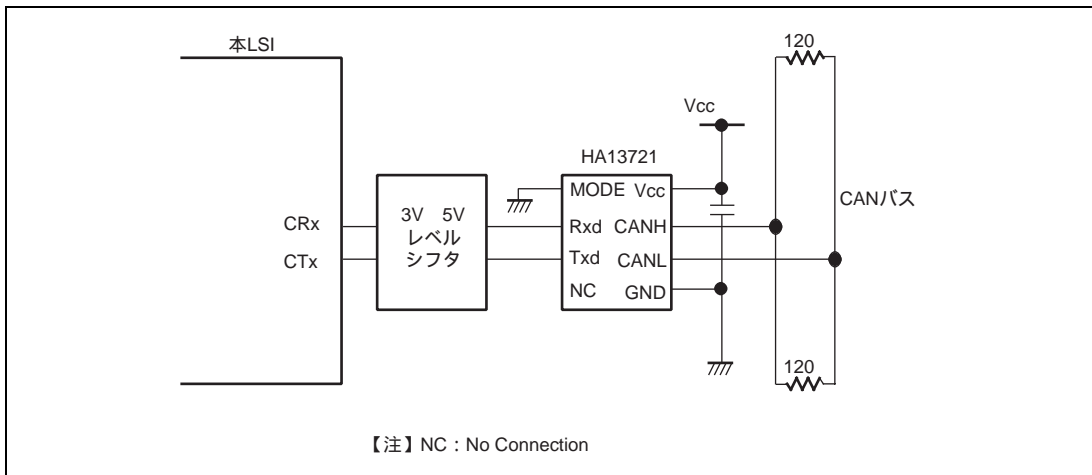 本LSI
120
Vcc
HA13721
MODE Vcc
CANバス
3V 5V
レベル
シフタ
CRx
Rxd CANH
CTx
Txd CANL
NC GND
120
【注】NC：No Connection